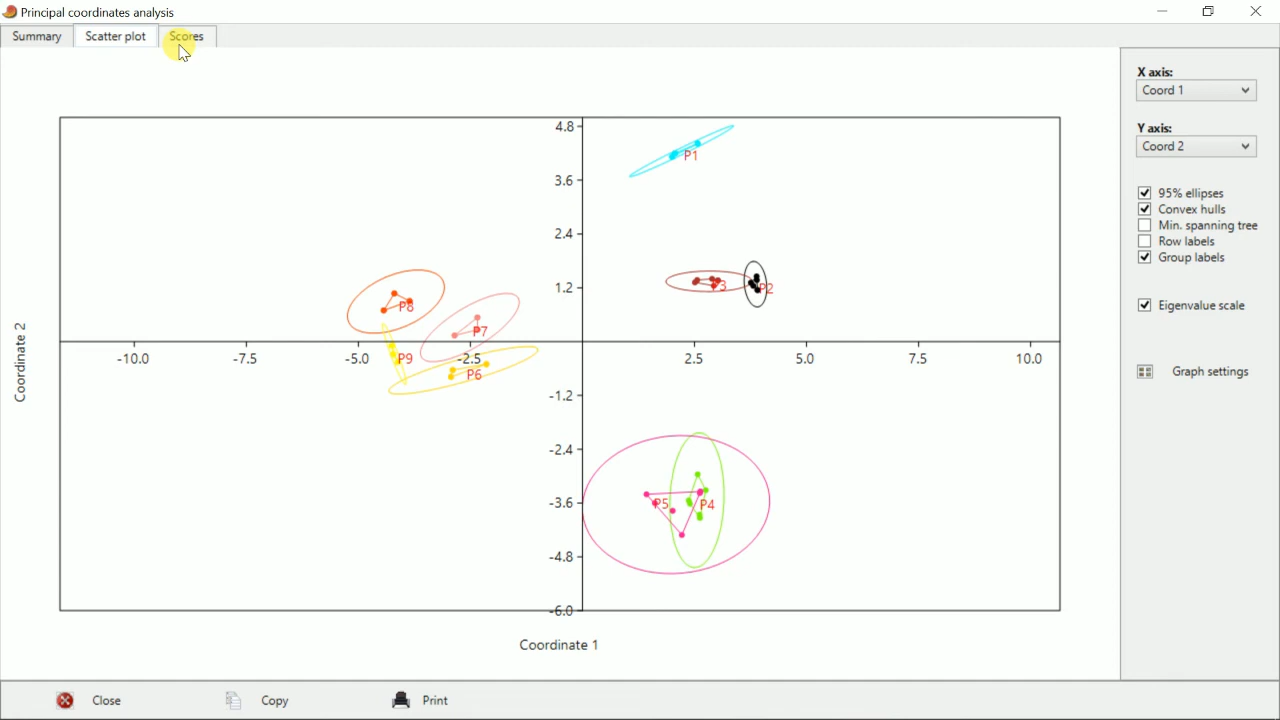 Principal coordinates analysis
Summary Scatter plot Scores
X axis:
Coord 1
Y axis:
Coord 2
95% ellipses
Convex hulls
Min. spanning tree
Row labels
Group labels
Eigenvalue scale
Graph settings
4.8
P1
3.6
2.4
1.2
P3 P2
P8
P7
-10.0 -7.5 -5.0 P9 -2.5 2.5 5.0 7.5 10.0
P6
-1.2
-2.4
-3.6
P5 P4
-4.8
-6.0
Coordinate 2
Coordinate 1
Close Copy Print